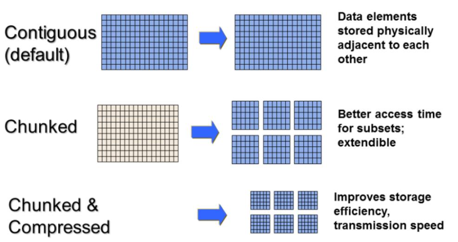 Contiguous
(default)
Data elements
stored physically
adjacent to each
other
Chunked
Better access time
for subsets;
extendible
Chunked &
Compressed
Improves storage
efficiency,
transmission speed